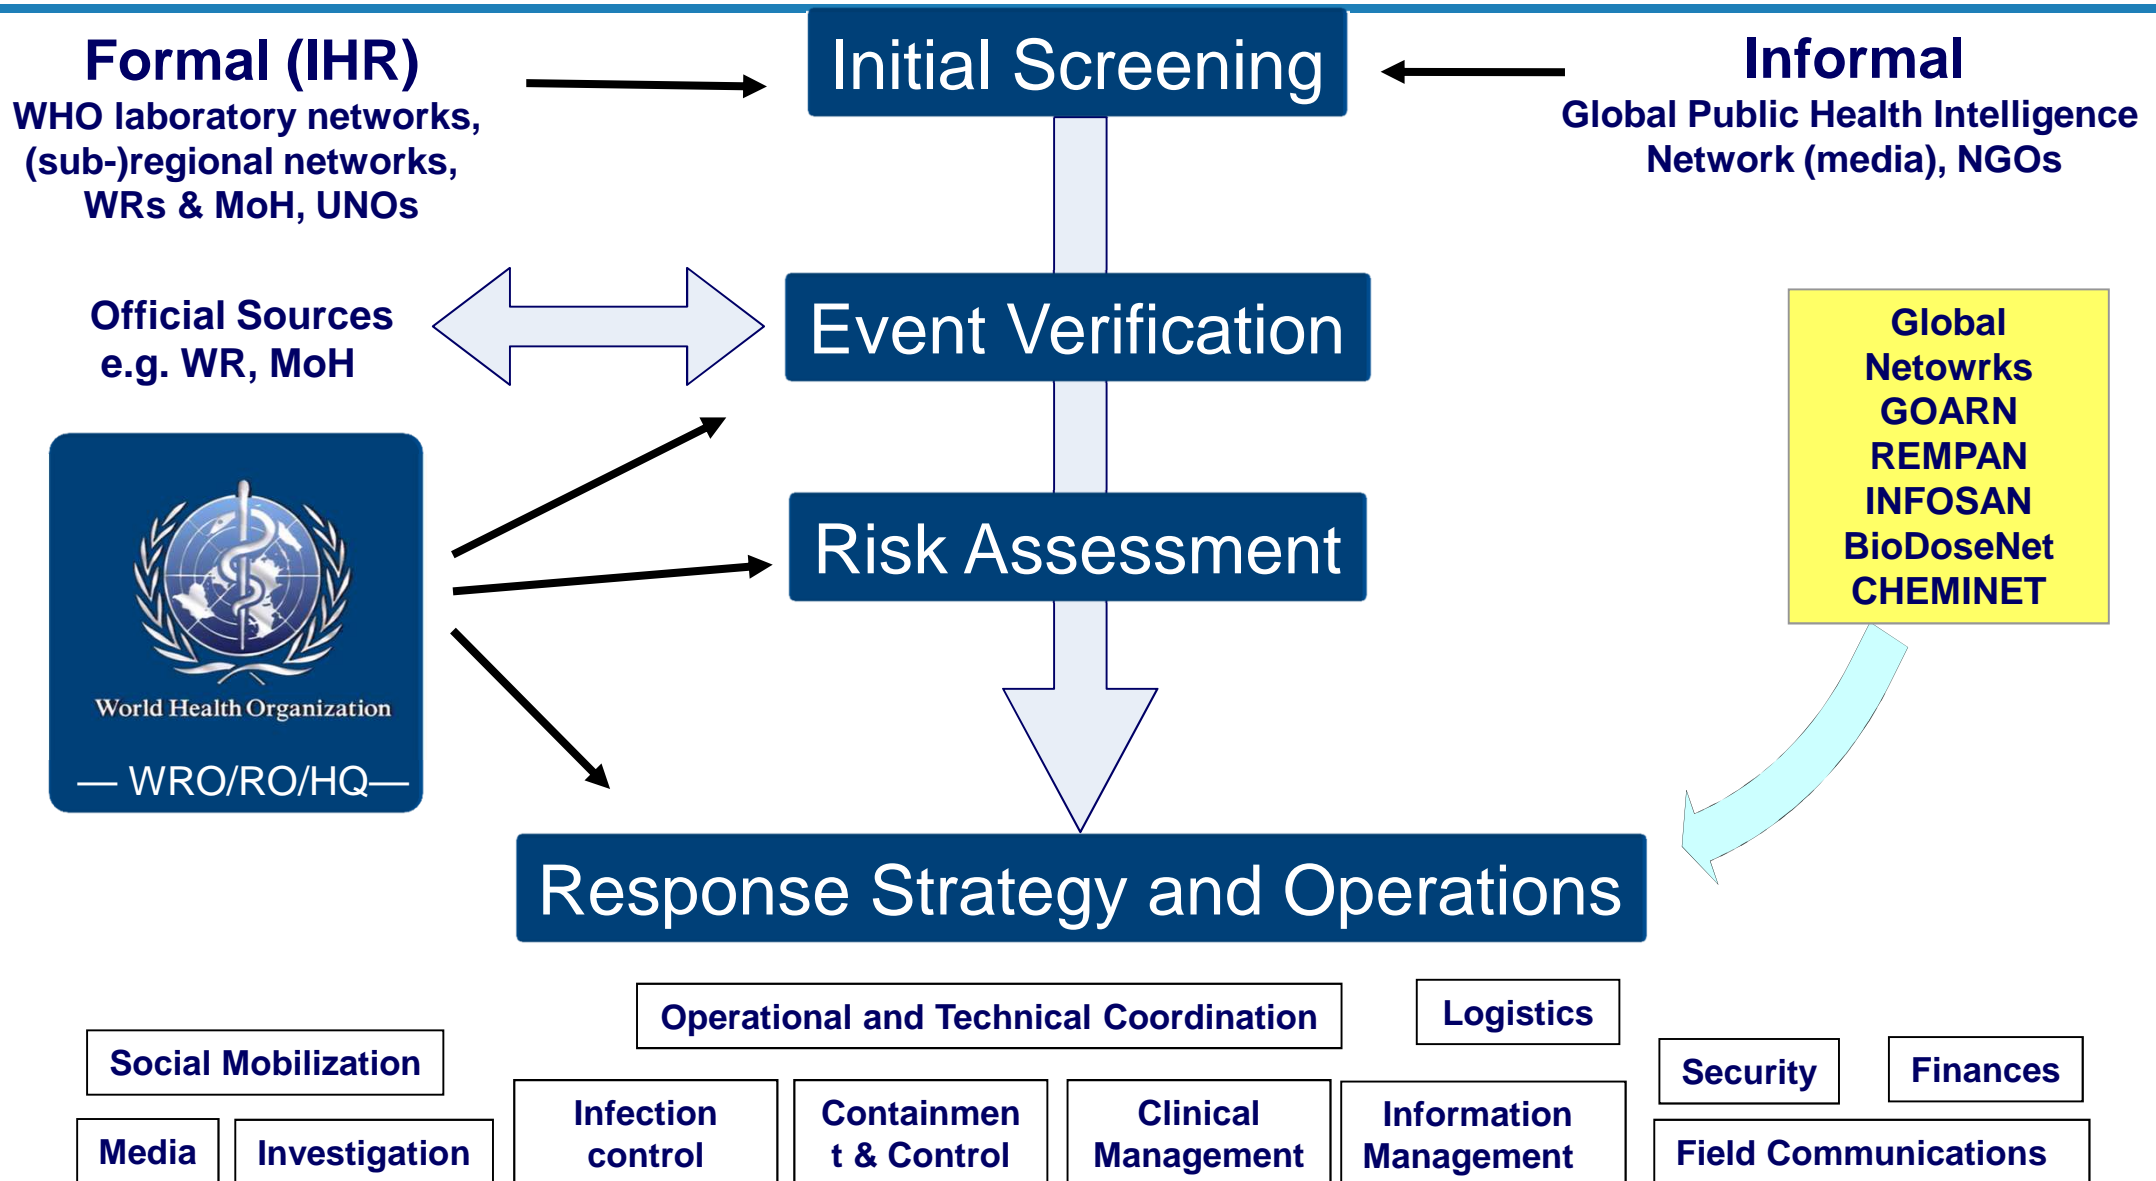 Formal (IHR)
WHO laboratory networks,
(sub-)regional networks,
WRs & MoH, UNOs
Initial Screening
Informal
Global Public Health Intelligence
Network (media), NGOs
Official Sources
e.g. WR, MoH
Event Verification
Global
Netowrks
GOARN
REMPAN
INFOSAN
BioDoseNet
CHEMINET
World Health Organization
— WRO/RO/HQ—
Risk Assessment
Response Strategy and Operations
Operational and Technical Coordination
Logistics
Social Mobilization
Security
Finances
Media
Investigation
Infection
control
Containmen
t & Control
Clinical
Management
Information
Management
Field Communications